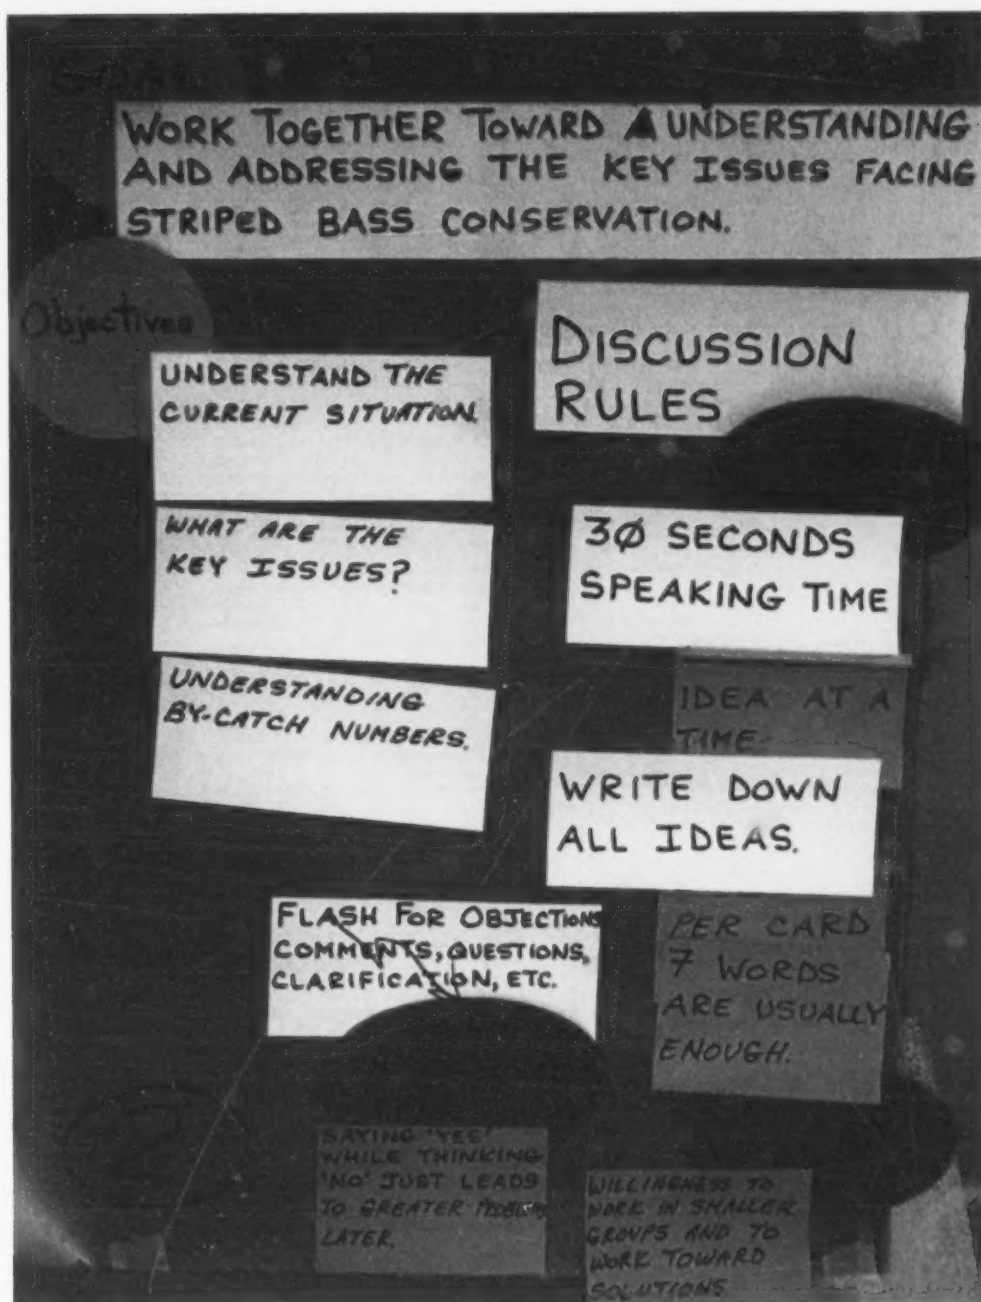 WORK TOGETHER TOWARD UNDERSTANDING
AND ADDRESSING THE KEY ISSUES FACING
STRIPED BASS CONSERVATION.
Objectives
UNDERSTAND THE
CURRENT SITUATION.
WHAT ARE THE
KEY ISSUES?
UNDERSTANDING
BY-CATCH NUMBERS.
DISCUSSION
RULES
30 SECONDS
SPEAKING TIME
IDEA AT A
TIME
WRITE DOWN
ALL IDEAS.
PER CARD
7 WORDS
ARE USUALLY
ENOUGH.
FLASH FOR OBJECTIONS
COMMENTS, QUESTIONS,
CLARIFICATION, ETC.
SAYING 'YES'
WHILE THINKING
'NO' JUST LEADS
TO GREATER PROBLEMS
LATER.
WILLINGNESS TO
WORK IN SMALLER
GROUPS AND TO
WORK TOWARD
SOLUTIONS